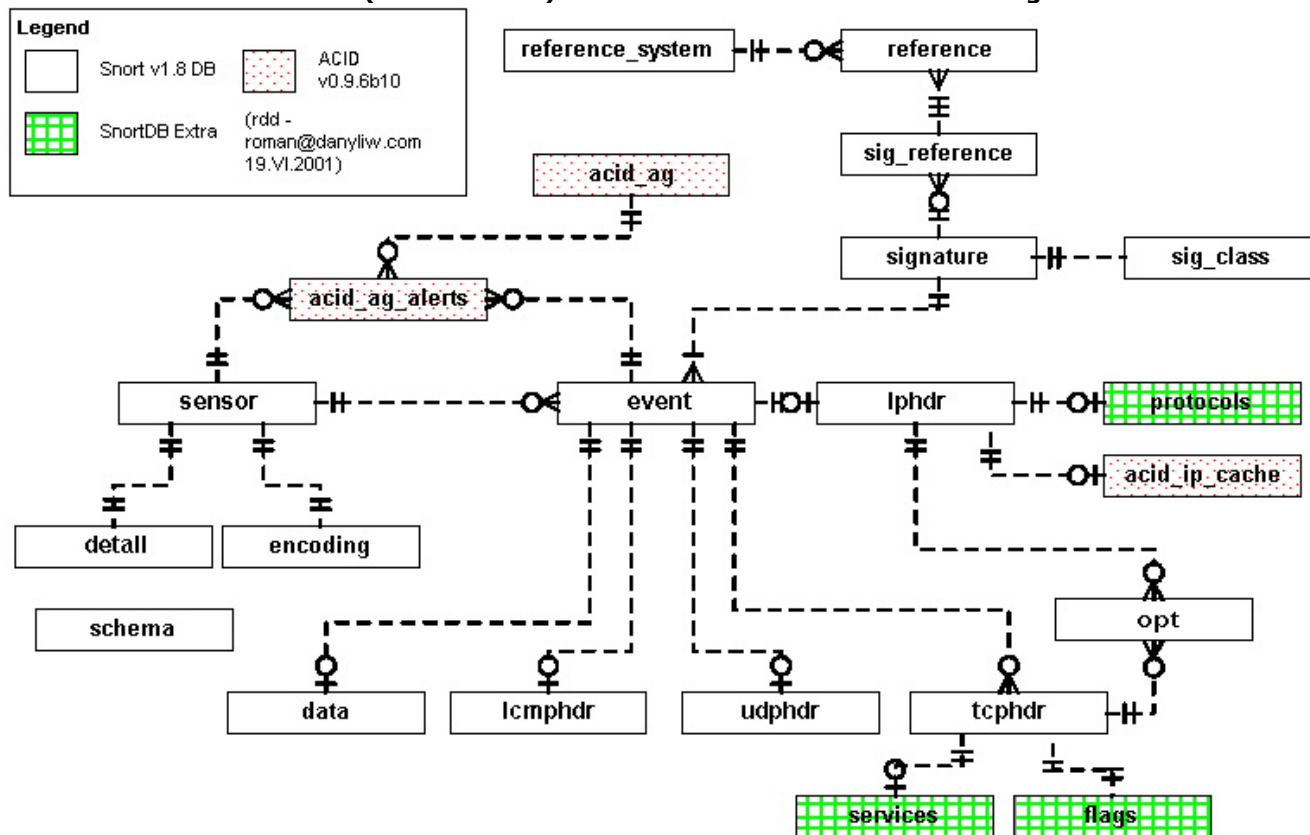 Legend
Snort v1.8 DB
ACID
v0.9.6b10
SnortDB Extra
(rdd -
roman@danyliw.com
19.VI.2001)
reference_system
reference
sig_reference
acid_ag
signature
sig_class
acid_ag_alerts
sensor
event
Iphdr
protocols
acid_ip_cache
detail
encoding
schema
opt
data
Icmphdr
udphdr
tcphdr
services
flags